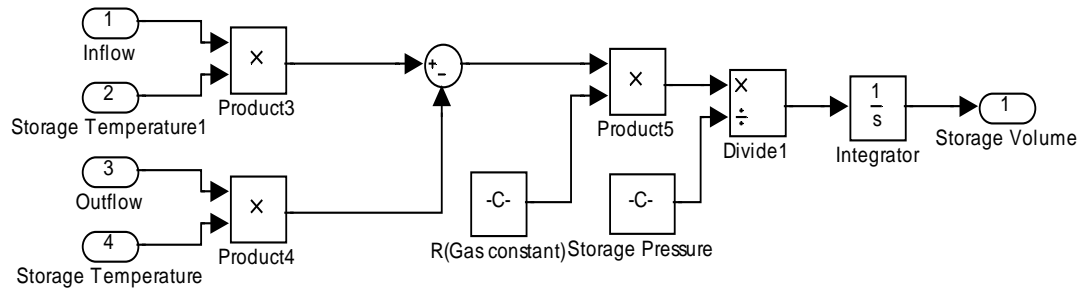 1
Inflow
2
Storage Temperature1
3
Outflow
4
Storage Temperature
×
Product3
×
Product4
+
-
-C-
R(Gas constant)
×
Product5
-C-
Storage Pressure
×
÷
Divide1
1
s
Integrator
1
Storage Volume